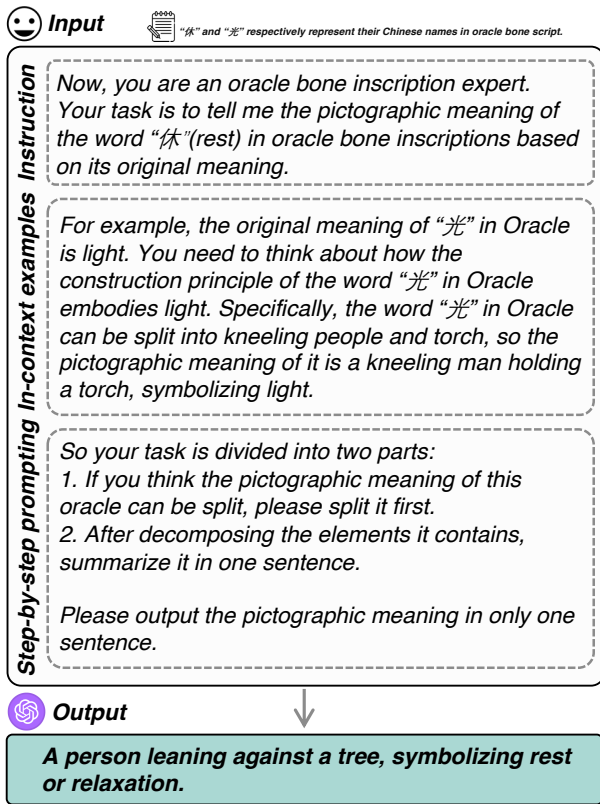 Input
“休” and “光” respectively represent their Chinese names in oracle bone script.
Instruction
Now, you are an oracle bone inscription expert.
Your task is to tell me the pictographic meaning of
the word “休”(rest) in oracle bone inscriptions based
on its original meaning.
In-context examples
For example, the original meaning of “光” in Oracle
is light. You need to think about how the
construction principle of the word “光” in Oracle
embodies light. Specifically, the word “光” in Oracle
can be split into kneeling people and torch, so the
pictographic meaning of it is a kneeling man holding
a torch, symbolizing light.
Step-by-step prompting
So your task is divided into two parts:
1. If you think the pictographic meaning of this
oracle can be split, please split it first.
2. After decomposing the elements it contains,
summarize it in one sentence.
Please output the pictographic meaning in only one
sentence.
Output
A person leaning against a tree, symbolizing rest
or relaxation.